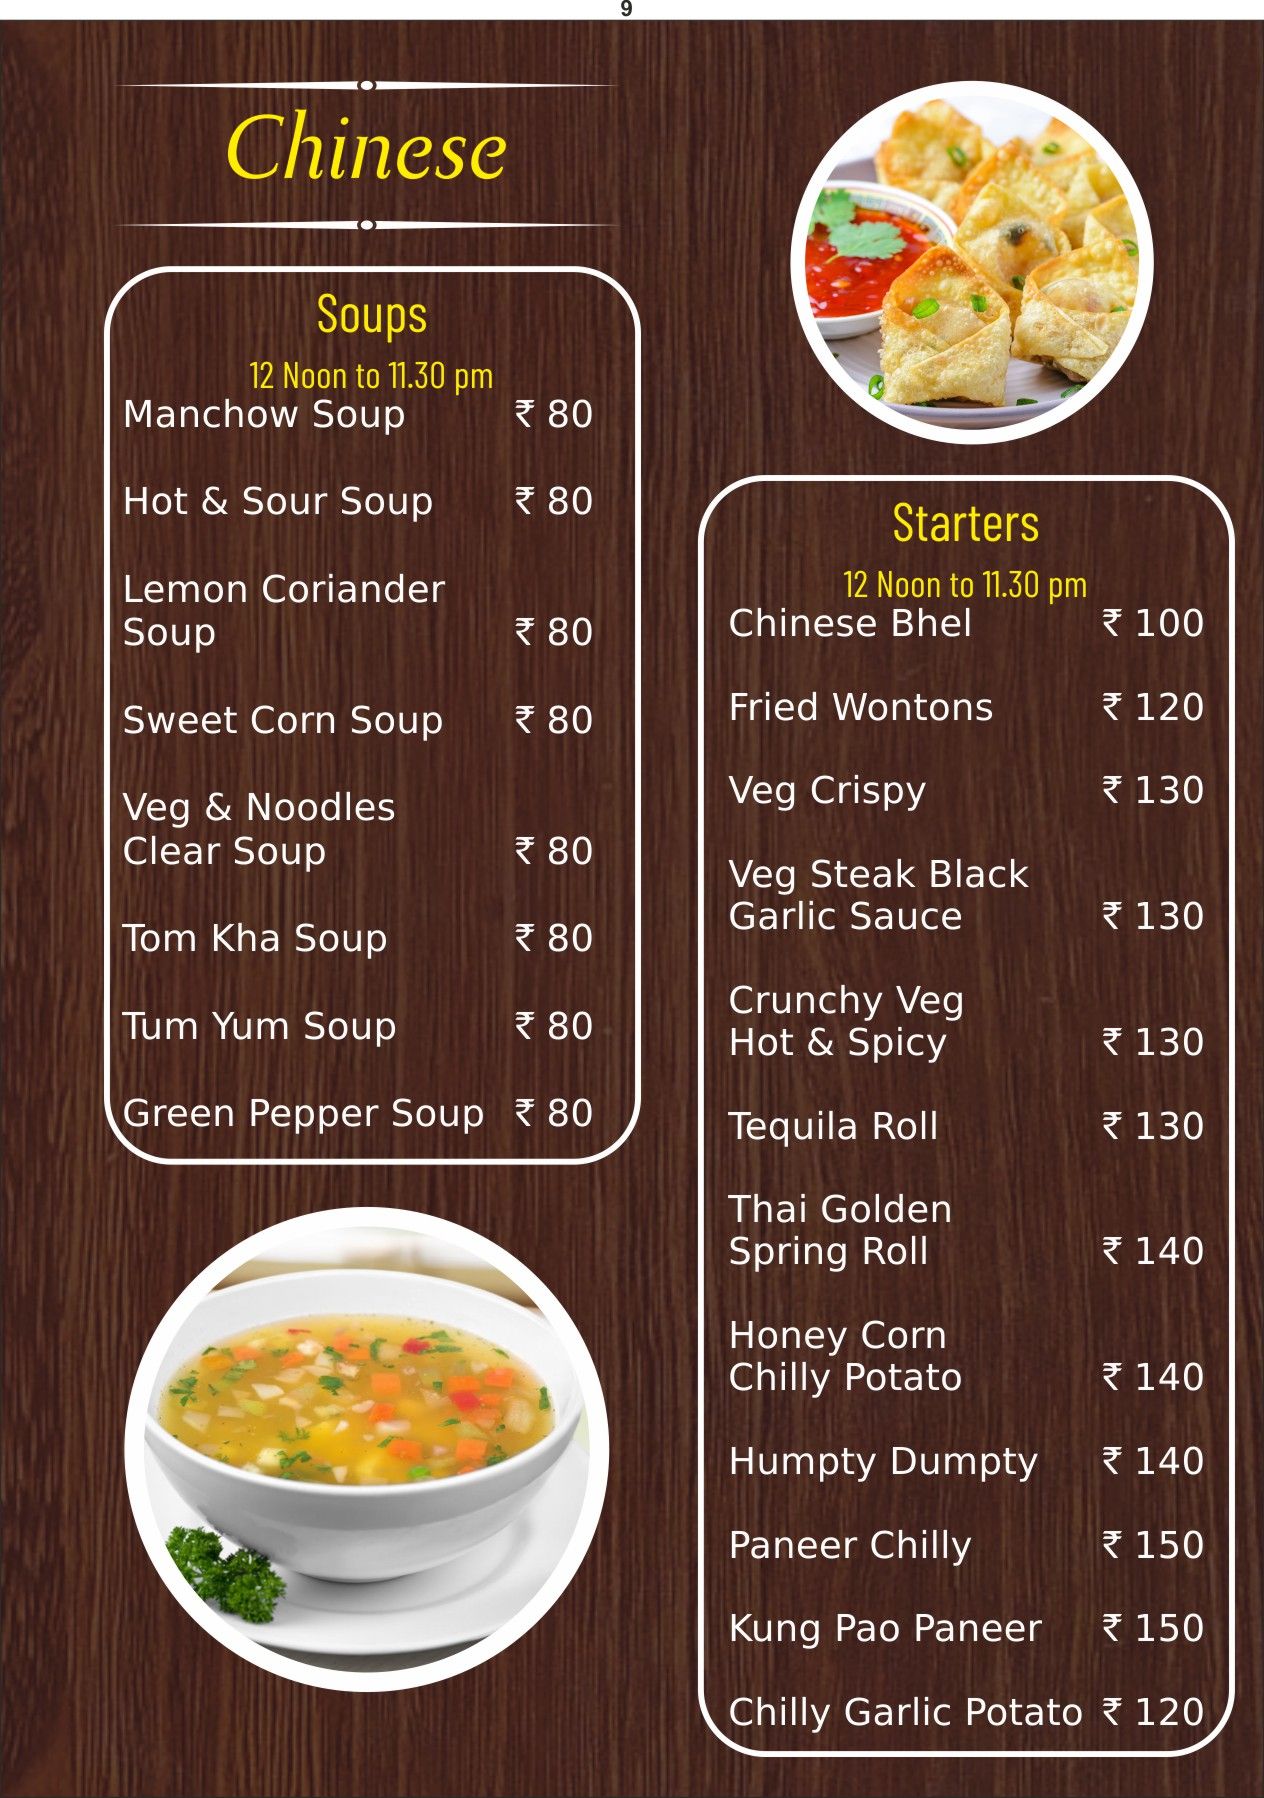 9
Chinese
Soups
12 Noon to 11.30 pm
Manchow Soup ₹ 80
Hot & Sour Soup ₹ 80
Lemon Coriander
Soup ₹ 80
Sweet Corn Soup ₹ 80
Veg & Noodles
Clear Soup ₹ 80
Tom Kha Soup ₹ 80
Tum Yum Soup ₹ 80
Green Pepper Soup ₹ 80
Starters
12 Noon to 11.30 pm
Chinese Bhel ₹ 100
Fried Wontons ₹ 120
Veg Crispy ₹ 130
Veg Steak Black
Garlic Sauce ₹ 130
Crunchy Veg
Hot & Spicy ₹ 130
Tequila Roll ₹ 130
Thai Golden
Spring Roll ₹ 140
Honey Corn
Chilly Potato ₹ 140
Humpty Dumpty ₹ 140
Paneer Chilly ₹ 150
Kung Pao Paneer ₹ 150
Chilly Garlic Potato ₹ 120